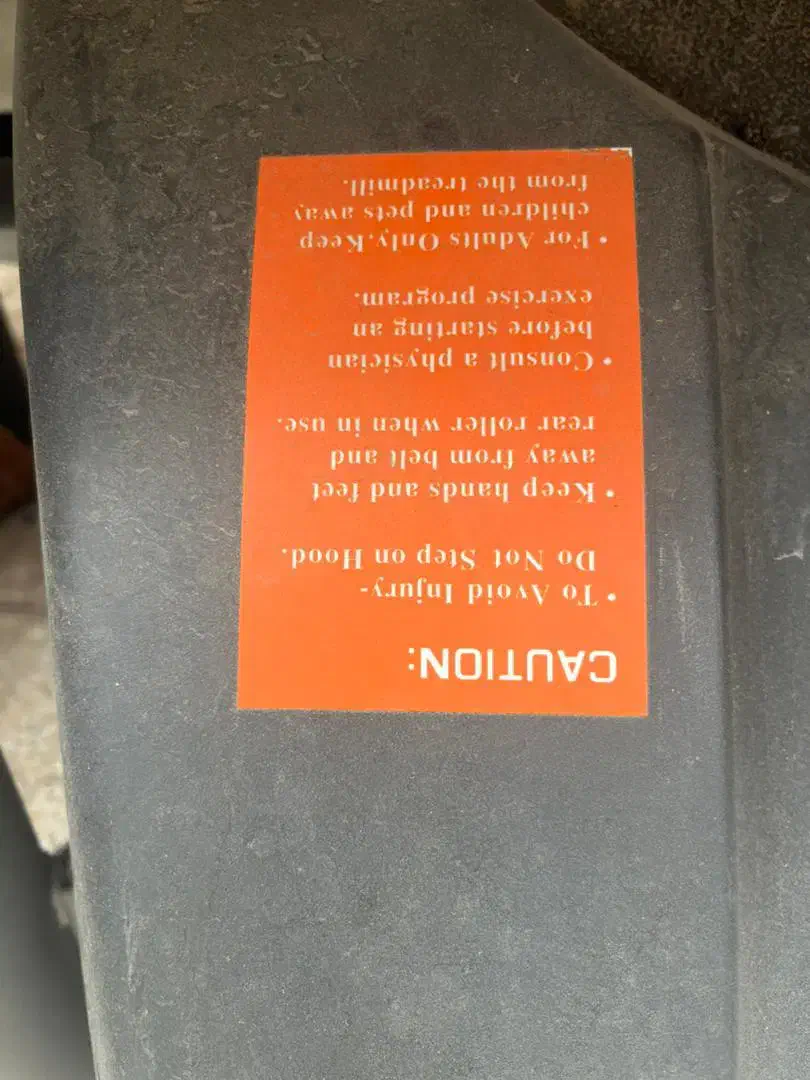 CAUTION:
• To Avoid Injury-
Do Not Step on Hood.
• Keep hands and feet
away from belt and
rear roller when in use.
• Consult a physician
before starting an
exercise program.
• For Adults Only.Keep
children and pets away
from the treadmill.